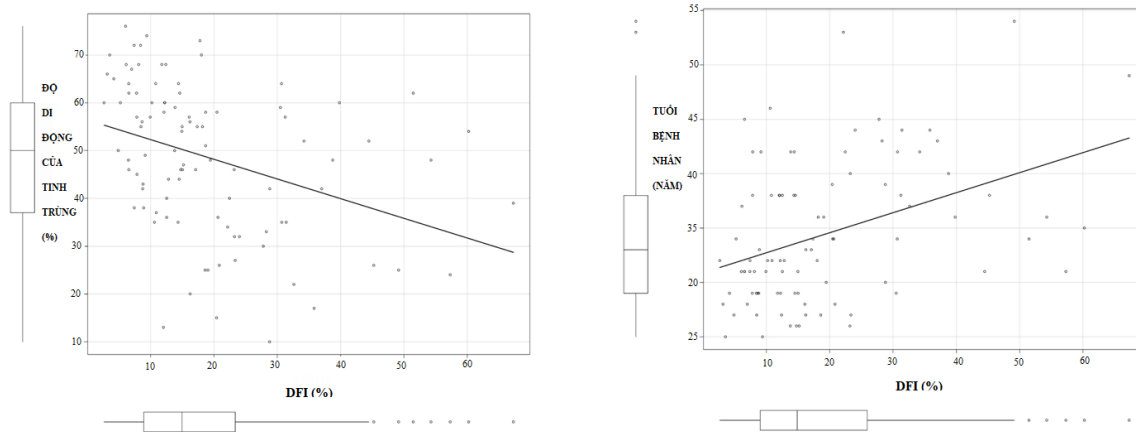 ĐỘ
DI
ĐỘNG
CỦA
TINH
TRÙNG
(%)
70
60
50
40
30
20
10
10 20 30 40 50 60
DFI (%)
TUỔI
BỆNH
NHÂN
(NĂM)
55
50
45
40
35
30
25
10 20 30 40 50 60
DFI (%)